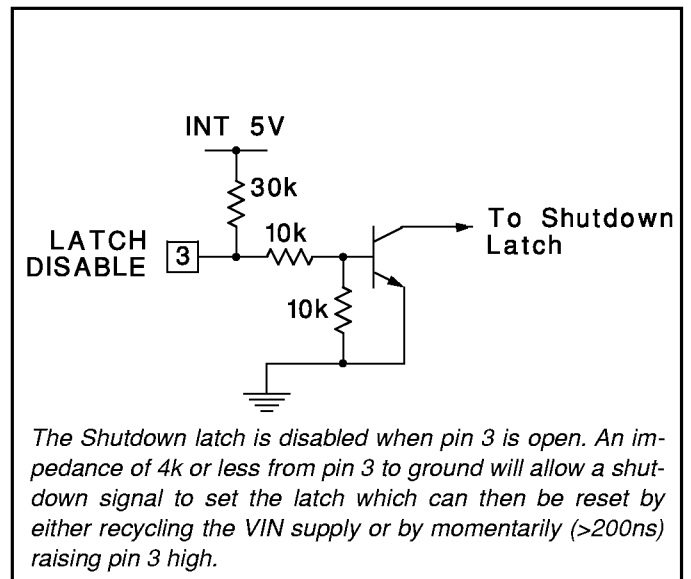 INT 5V
30k
10k
LATCH
DISABLE
3
To Shutdown
Latch
10k
The Shutdown latch is disabled when pin 3 is open. An im-
pedance of 4k or less from pin 3 to ground will allow a shut-
down signal to set the latch which can then be reset by
either recycling the VIN supply or by momentarily (>200ns)
raising pin 3 high.